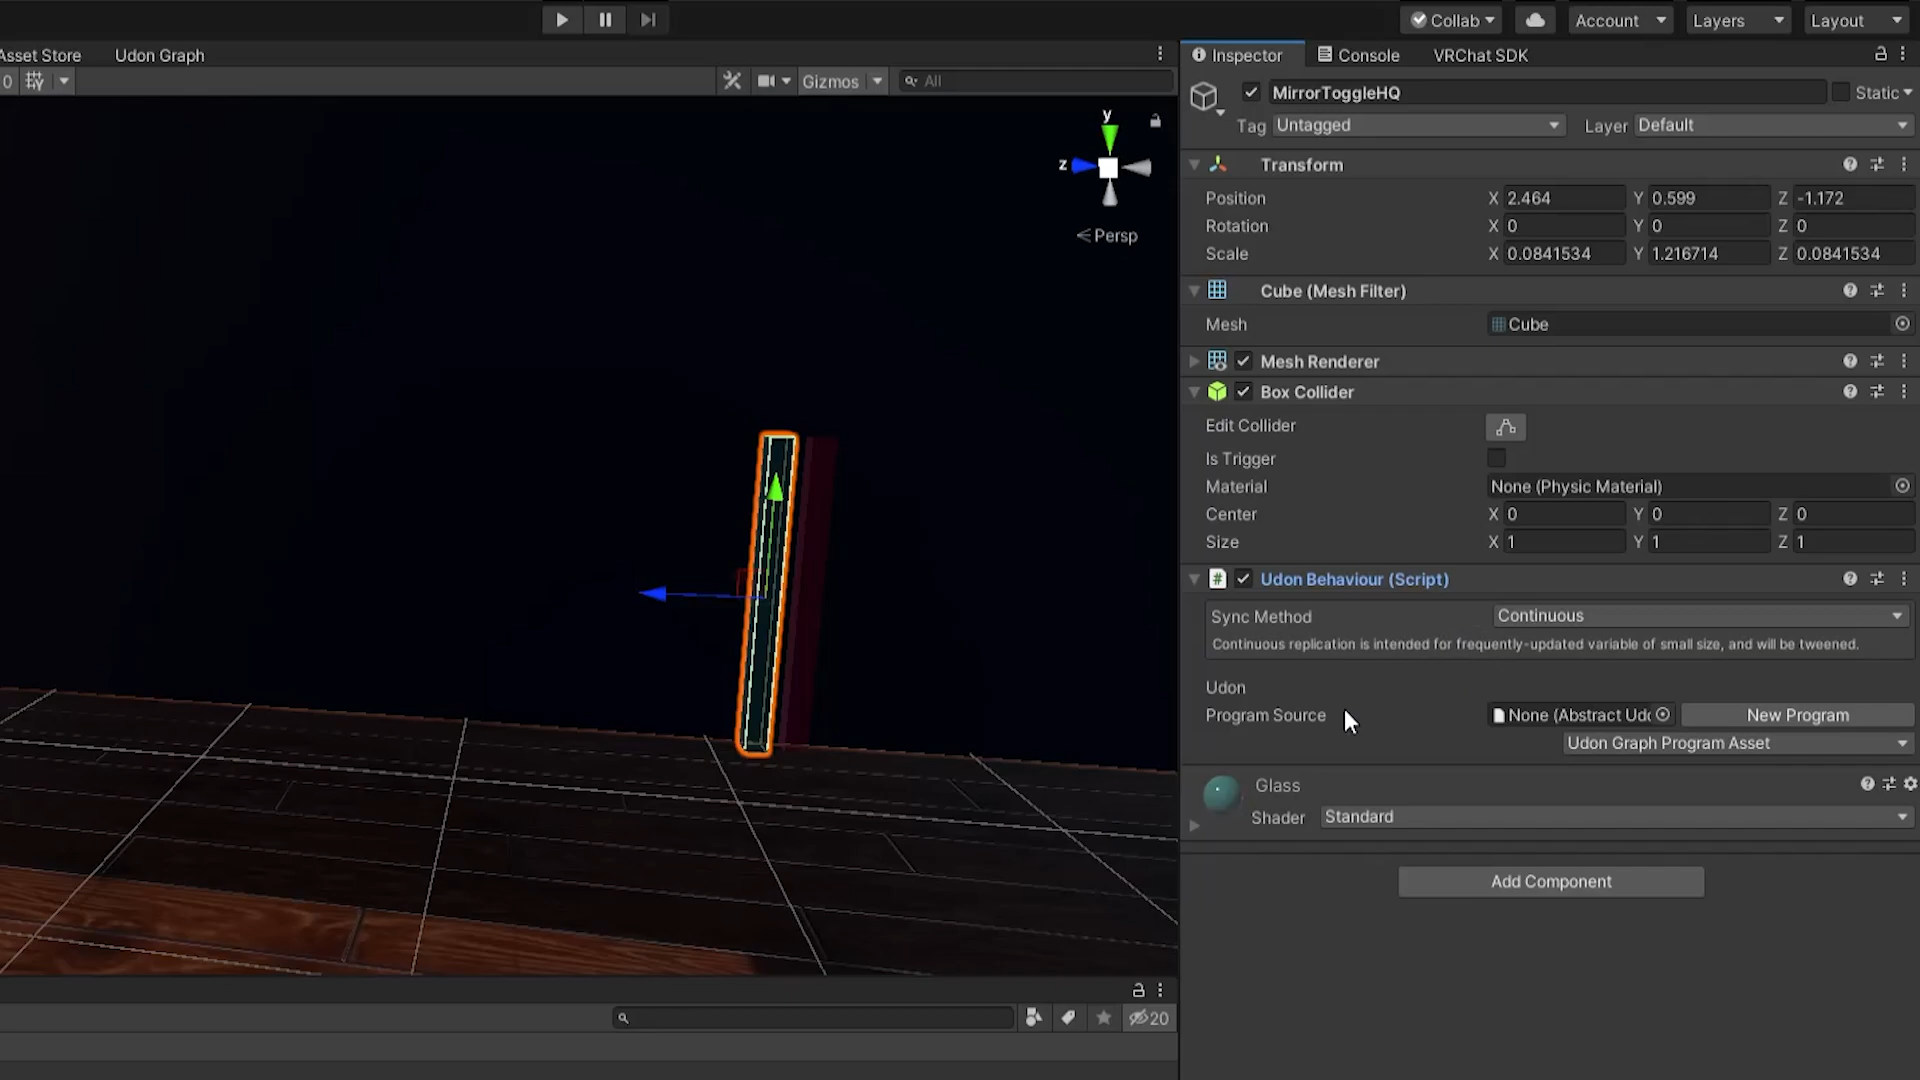 Collab
Account
Layers
Layout
Asset Store
Udon Graph
Inspector
Console
VRChat SDK
0
Gizmos
All
MirrorToggleHQ
Static
Tag Untagged
Layer Default
y
z
Persp
Transform
Position X 2.464 Y 0.599 Z -1.172
Rotation X 0 Y 0 Z 0
Scale X 0.0841534 Y 1.216714 Z 0.0841534
Cube (Mesh Filter)
Mesh Cube
Mesh Renderer
Box Collider
Edit Collider
Is Trigger
Material None (Physic Material)
Center X 0 Y 0 Z 0
Size X 1 Y 1 Z 1
# Udon Behaviour (Script)
Sync Method Continuous
Continuous replication is intended for frequently-updated variable of small size, and will be tweened.
Udon
Program Source None (Abstract Udo New Program
Udon Graph Program Asset
Glass
Shader Standard
Add Component
20